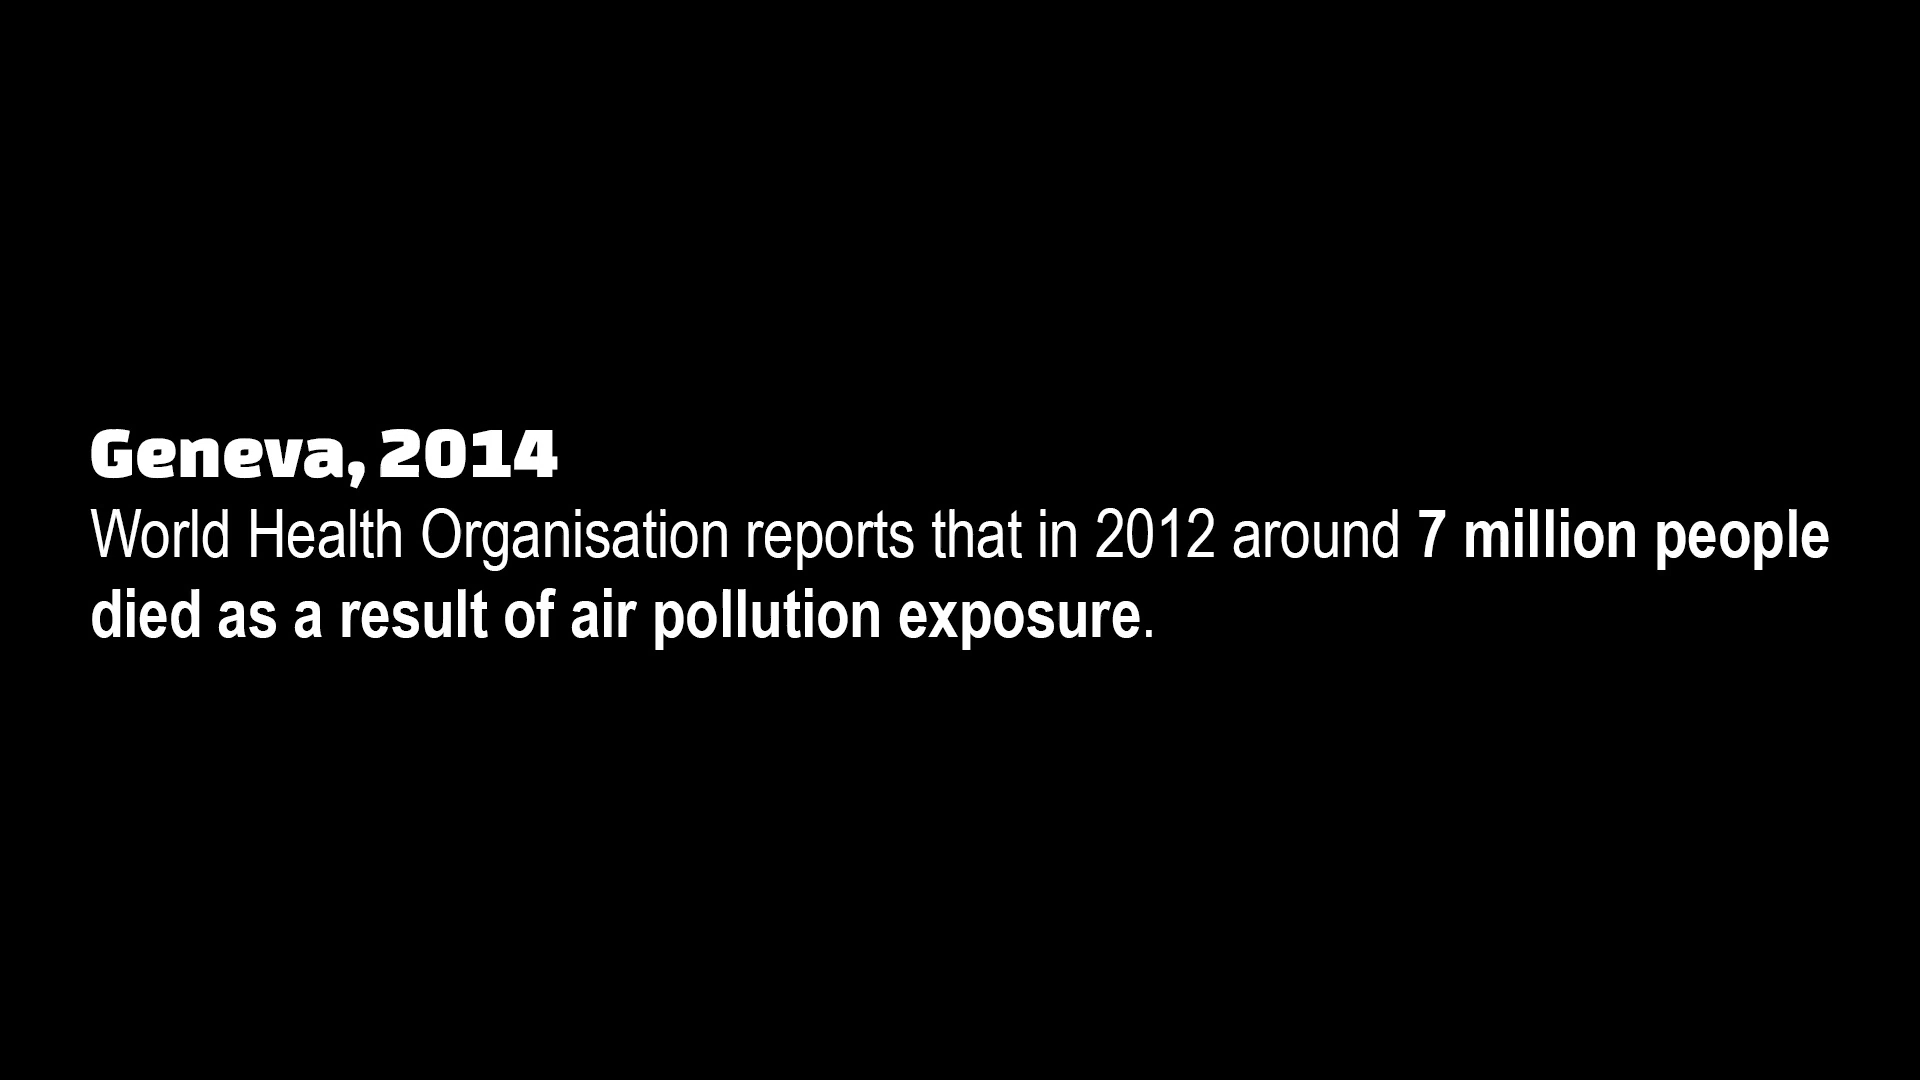 Geneva, 2014
World Health Organisation reports that in 2012 around 7 million people
died as a result of air pollution exposure.